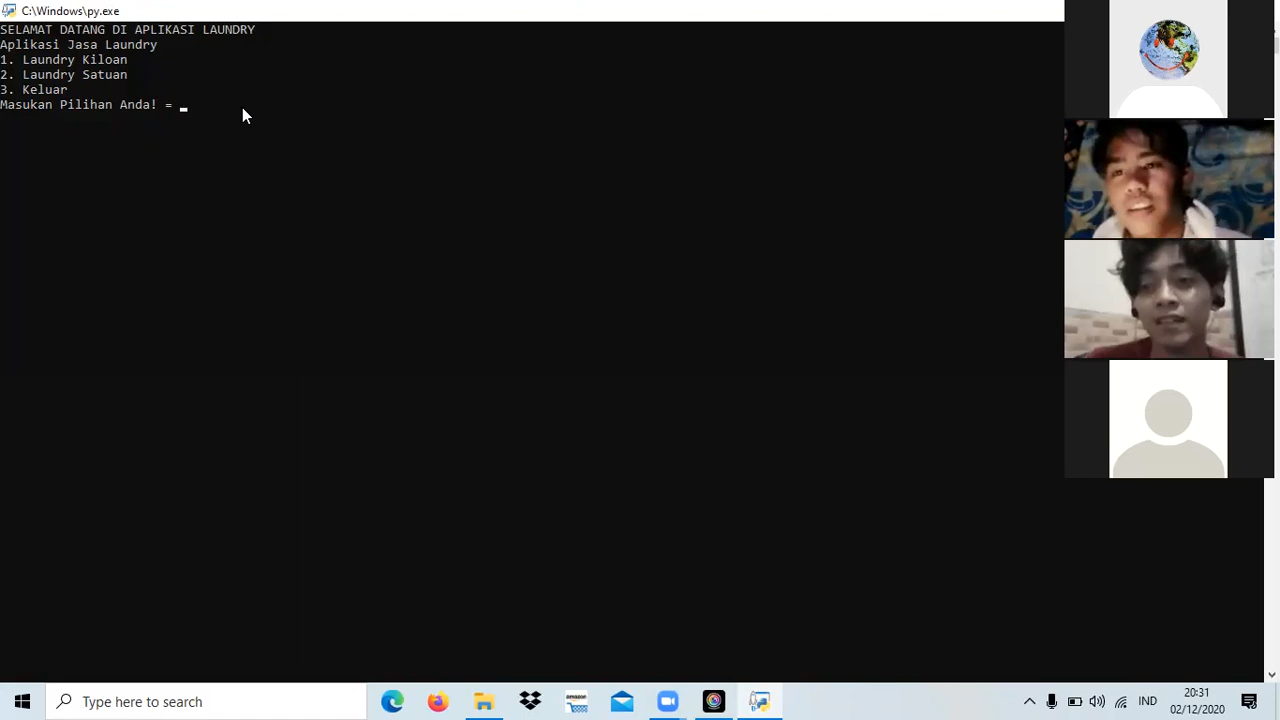 C:\Windows\py.exe
SELAMAT DATANG DI APLIKASI LAUNDRY
Aplikasi Jasa Laundry
1. Laundry Kiloan
2. Laundry Satuan
3. Keluar
Masukan Pilihan Anda! =
Type here to search
amazon
IND
20:31
02/12/2020